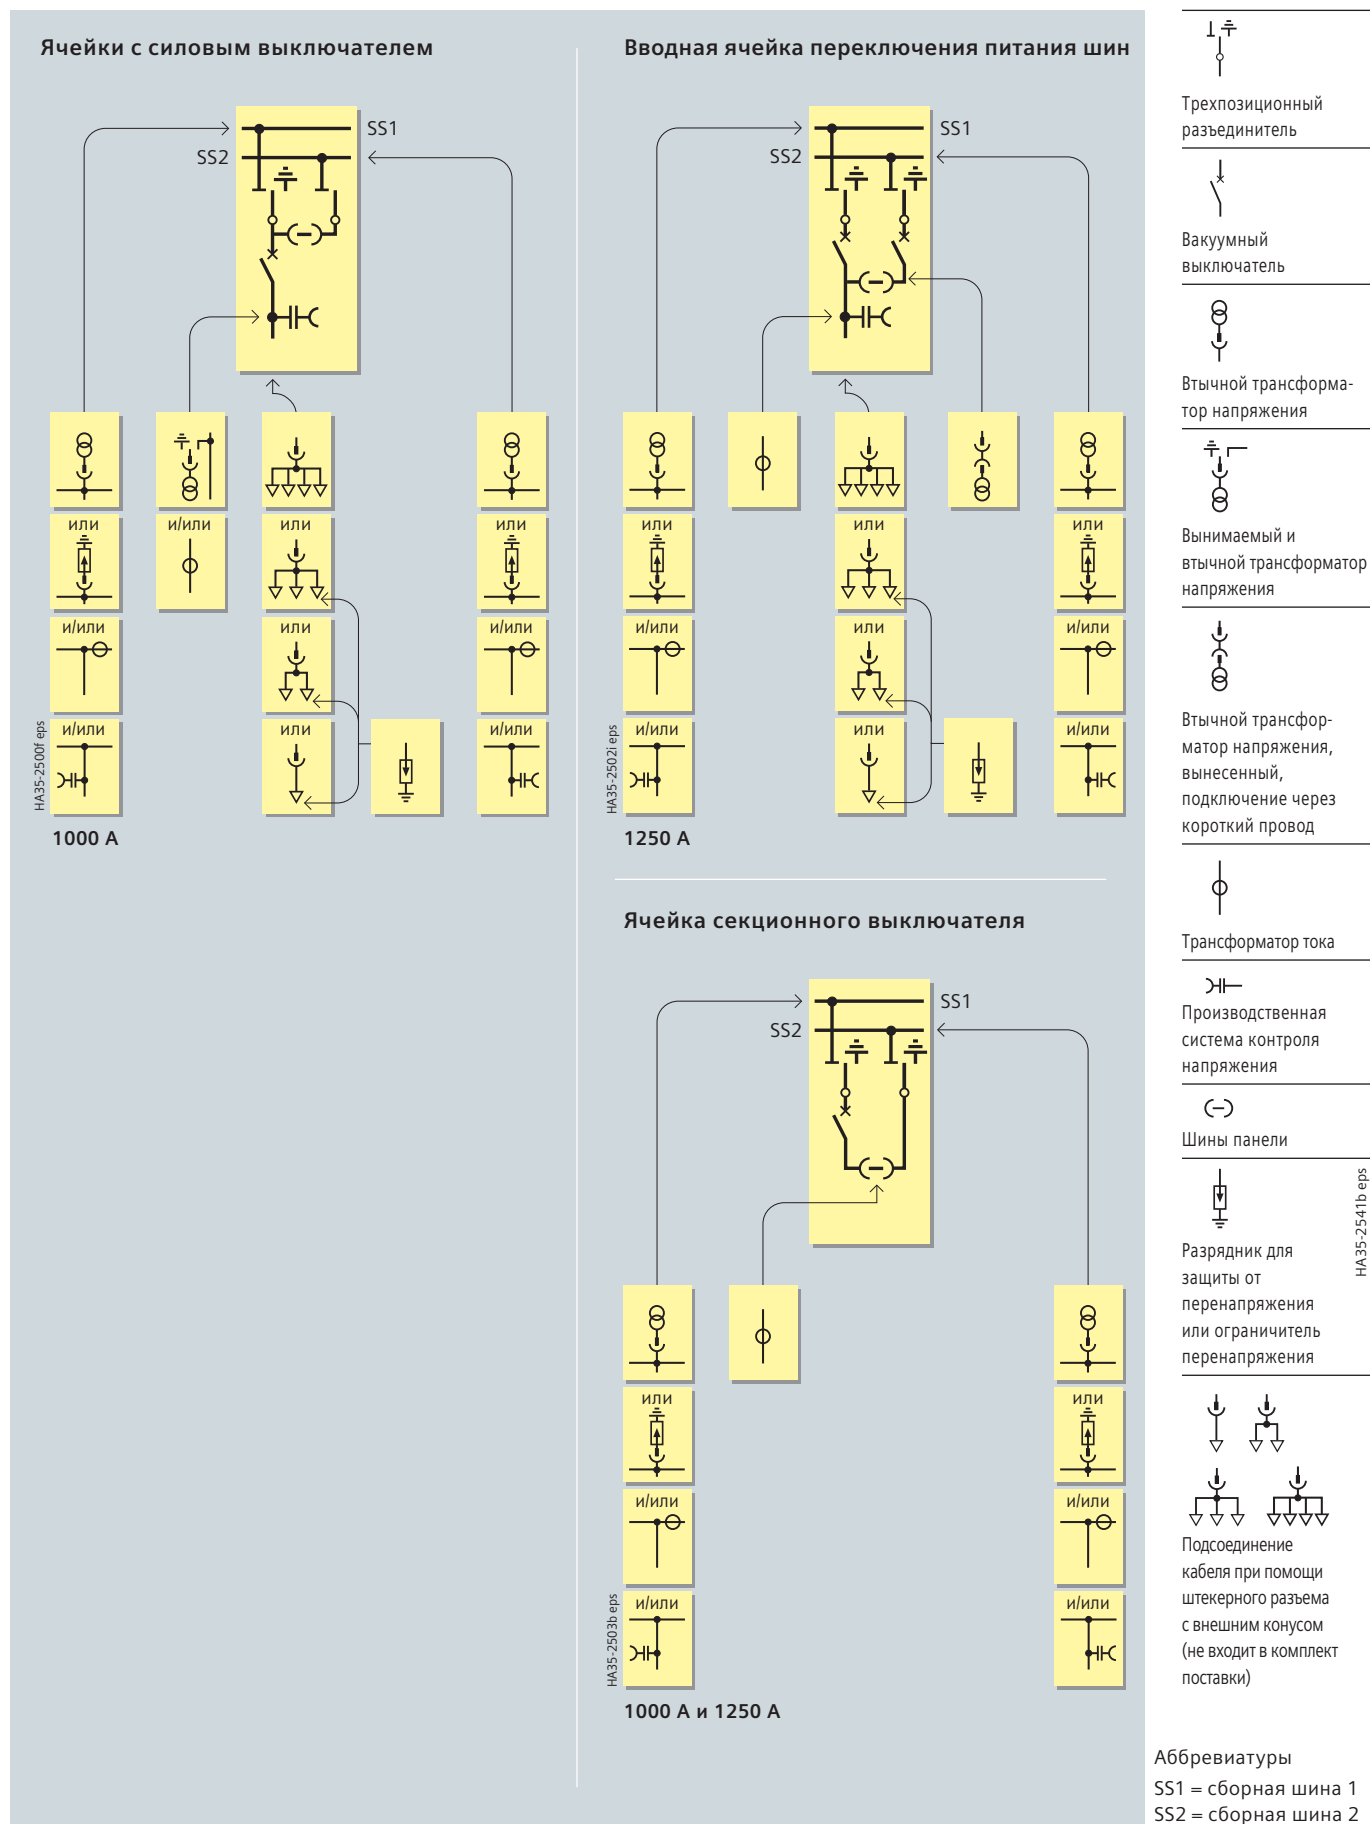 Ячейки с силовым выключателем
SS1
SS2
или
и/или
или
или
и/или
или
и/или
и/или
или
и/или
HA35-2500f eps
1000 A
Вводная ячейка переключения питания шин
SS1
SS2
или
или
или
и/или
или
и/или
и/или
или
и/или
HA35-2502i eps
1250 A
Ячейка секционного выключателя
SS1
SS2
или
или
и/или
и/или
и/или
и/или
HA35-2503b eps
1000 A и 1250 A
Трехпозиционный
разъединитель
Вакуумный
выключатель
Втычной трансформа-
тор напряжения
Вынимаемый и
втычной трансформатор
напряжения
Втычной трансфор-
матор напряжения,
вынесенный,
подключение через
короткий провод
Трансформатор тока
Производственная
система контроля
напряжения
Шины панели
Разрядник для
защиты от
перенапряжения
или ограничитель
перенапряжения
HA35-2541b eps
Подсоединение
кабеля при помощи
штекерного разъема
с внешним конусом
(не входит в комплект
поставки)
Аббревиатуры
SS1 = сборная шина 1
SS2 = сборная шина 2